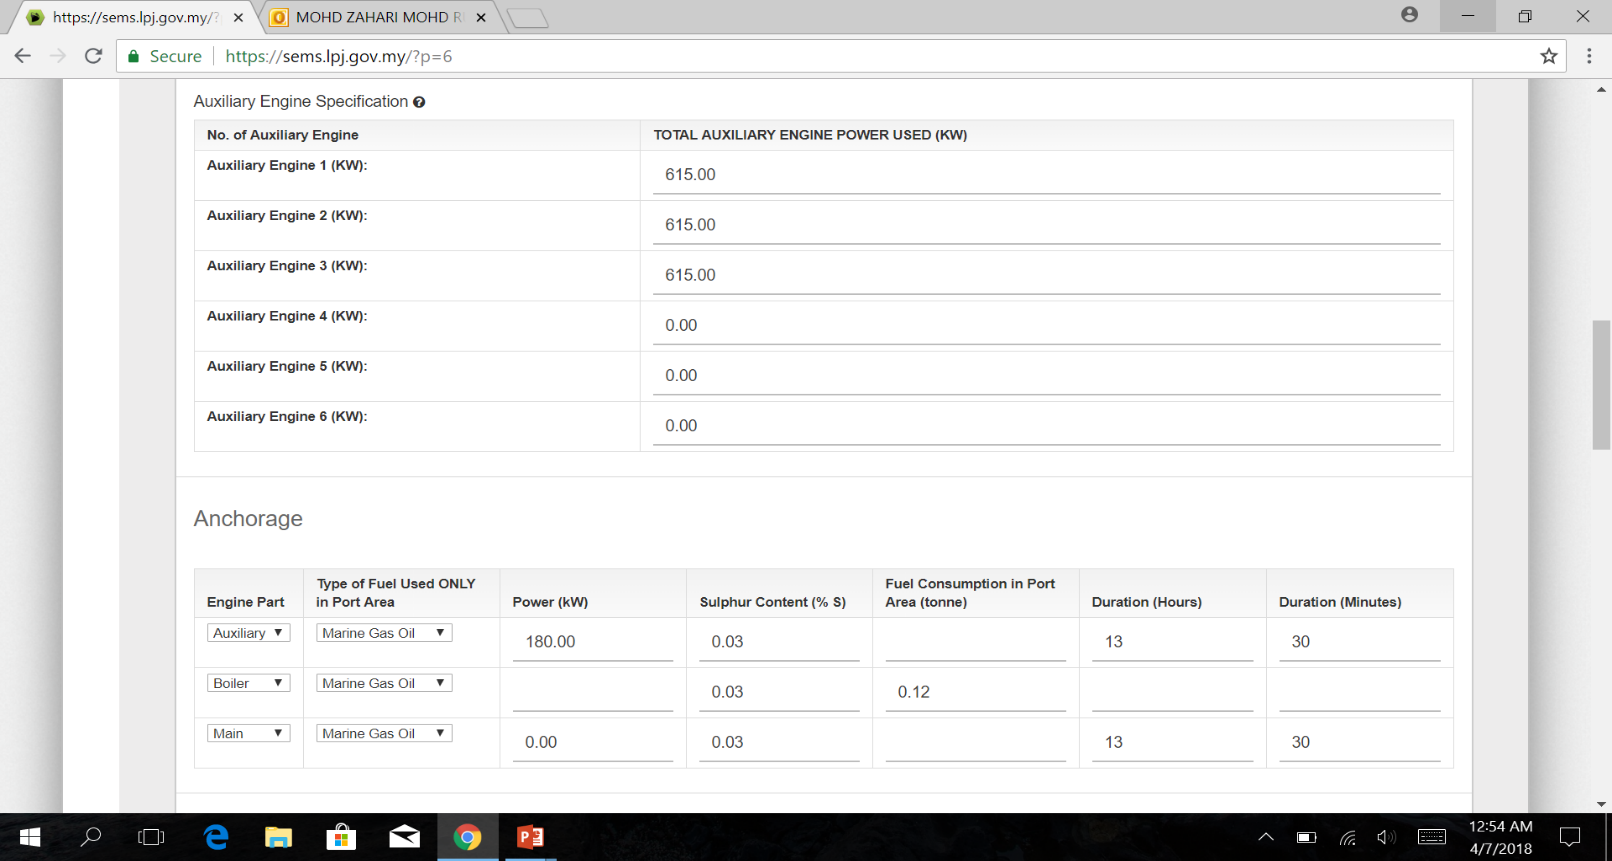 https://sems.lpj.gov.my/?
MOHD ZAHARI MOHD R
Secure https://sems.lpj.gov.my/?p=6
Auxiliary Engine Specification
No. of Auxiliary Engine TOTAL AUXILIARY ENGINE POWER USED (KW)
Auxiliary Engine 1 (KW): 615.00
Auxiliary Engine 2 (KW): 615.00
Auxiliary Engine 3 (KW): 615.00
Auxiliary Engine 4 (KW): 0.00
Auxiliary Engine 5 (KW): 0.00
Auxiliary Engine 6 (KW): 0.00
Anchorage
Engine Part Type of Fuel Used ONLY in Port Area Power (kW) Sulphur Content (% S) Fuel Consumption in Port Area (tonne) Duration (Hours) Duration (Minutes)
Auxiliary Marine Gas Oil 180.00 0.03 13 30
Boiler Marine Gas Oil 0.03 0.12
Main Marine Gas Oil 0.00 0.03 13 30
12:54 AM
4/7/2018